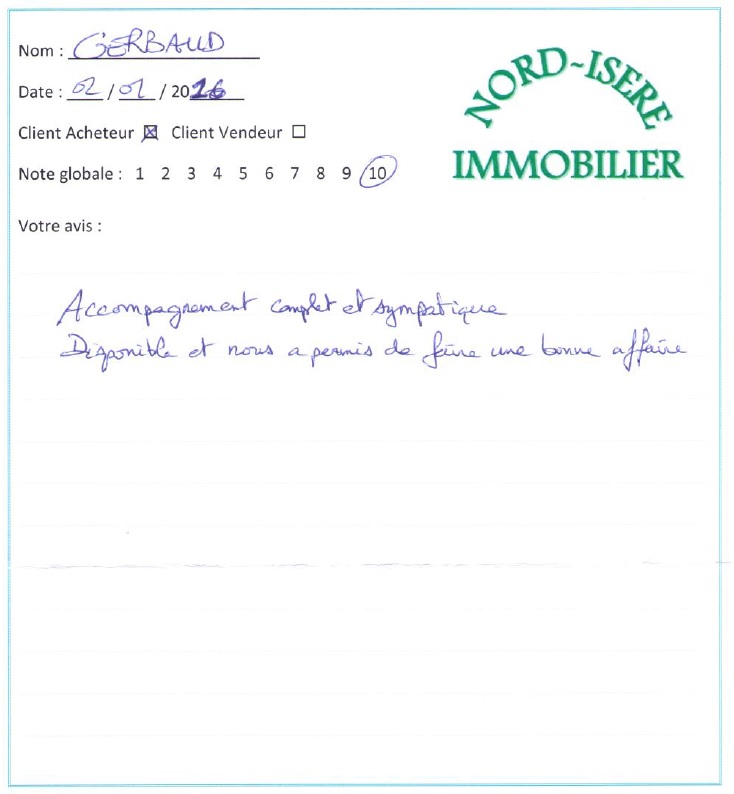 Nom : GERBAUD
Date : 02 / 01 / 2016
Client Acheteur ☒ Client Vendeur ☐
Note globale : 1 2 3 4 5 6 7 8 9 10
NORD-ISERE
IMMOBILIER
Votre avis :
Accompagnement complet et sympatique
Disponible et nous a permis de faire une bonne affaire